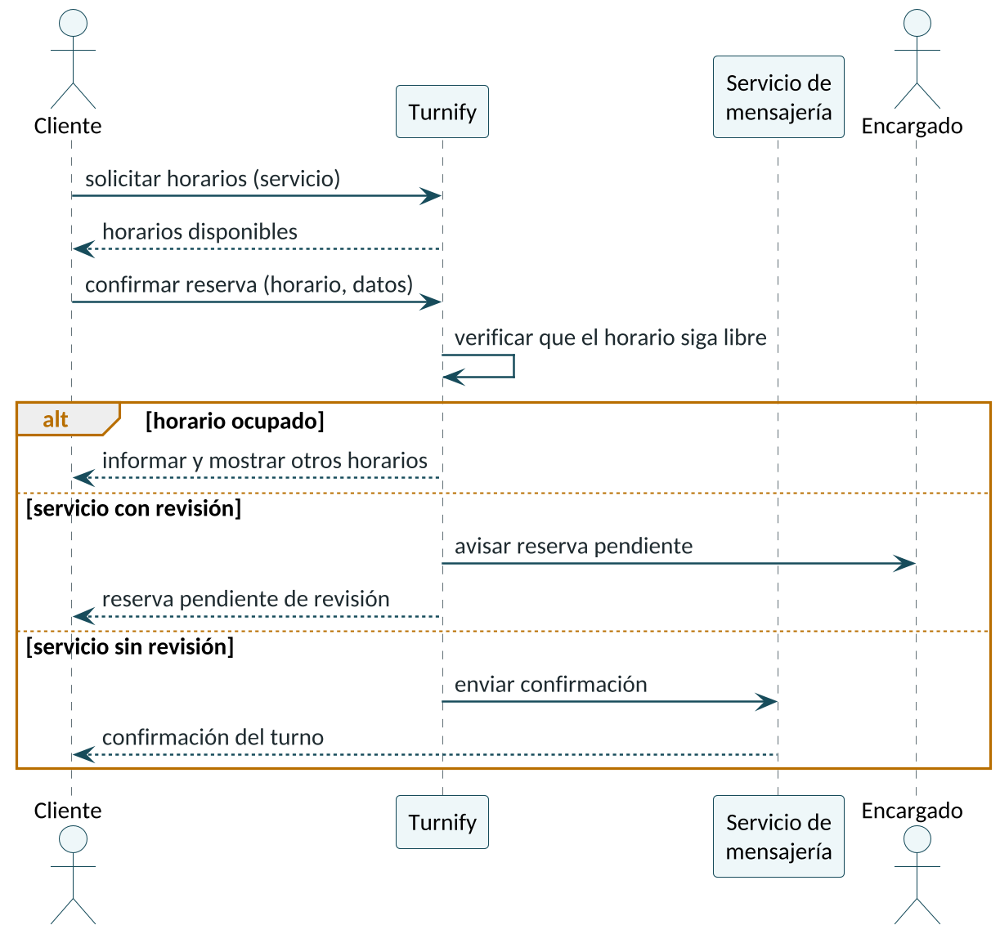 Cliente
Turnify
Servicio de
mensajería
Encargado
solicitar horarios (servicio)
horarios disponibles
confirmar reserva (horario, datos)
verificar que el horario siga libre
alt [horario ocupado]
informar y mostrar otros horarios
[servicio con revisión]
avisar reserva pendiente
reserva pendiente de revisión
[servicio sin revisión]
enviar confirmación
confirmación del turno
Cliente
Turnify
Servicio de
mensajería
Encargado